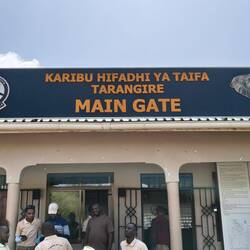 KARIBU HIFADHI YA TAIFA
TARANGIRE
MAIN GATE